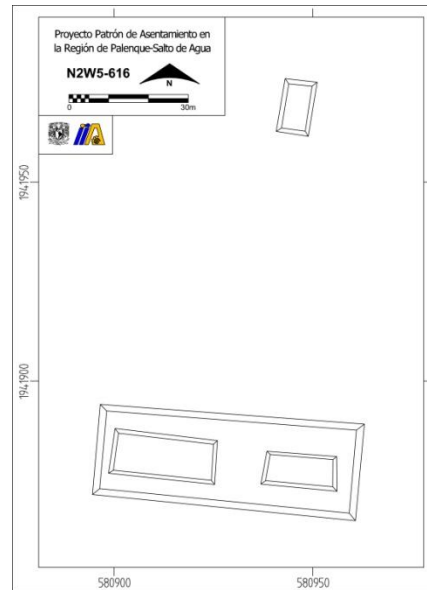 Proyecto Patrón de Asentamiento en
la Región de Palenque-Salto de Agua
N2W5-616
N
0 30m
1941950
1941900
580900 580950